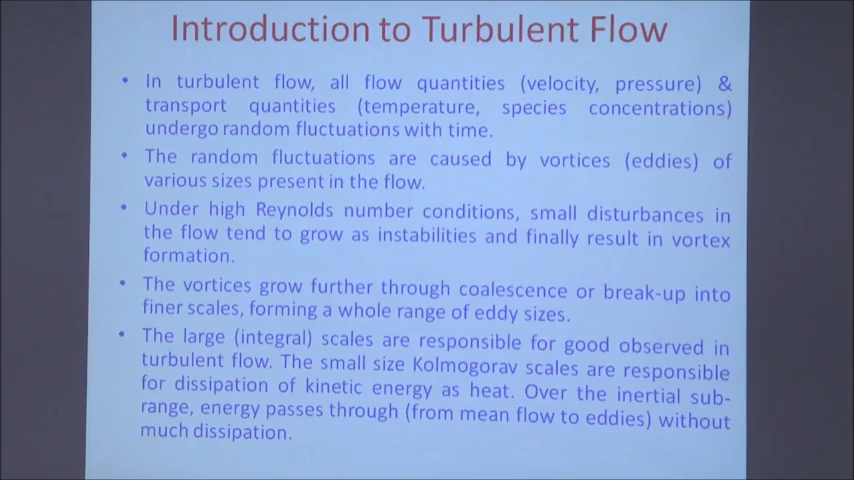 Introduction to Turbulent Flow
• In turbulent flow, all flow quantities (velocity, pressure) &
transport quantities (temperature, species concentrations)
undergo random fluctuations with time.
• The random fluctuations are caused by vortices (eddies) of
various sizes present in the flow.
• Under high Reynolds number conditions, small disturbances in
the flow tend to grow as instabilities and finally result in vortex
formation.
• The vortices grow further through coalescence or break-up into
finer scales, forming a whole range of eddy sizes.
• The large (integral) scales are responsible for good observed in
turbulent flow. The small size Kolmogorav scales are responsible
for dissipation of kinetic energy as heat. Over the inertial sub-
range, energy passes through (from mean flow to eddies) without
much dissipation.